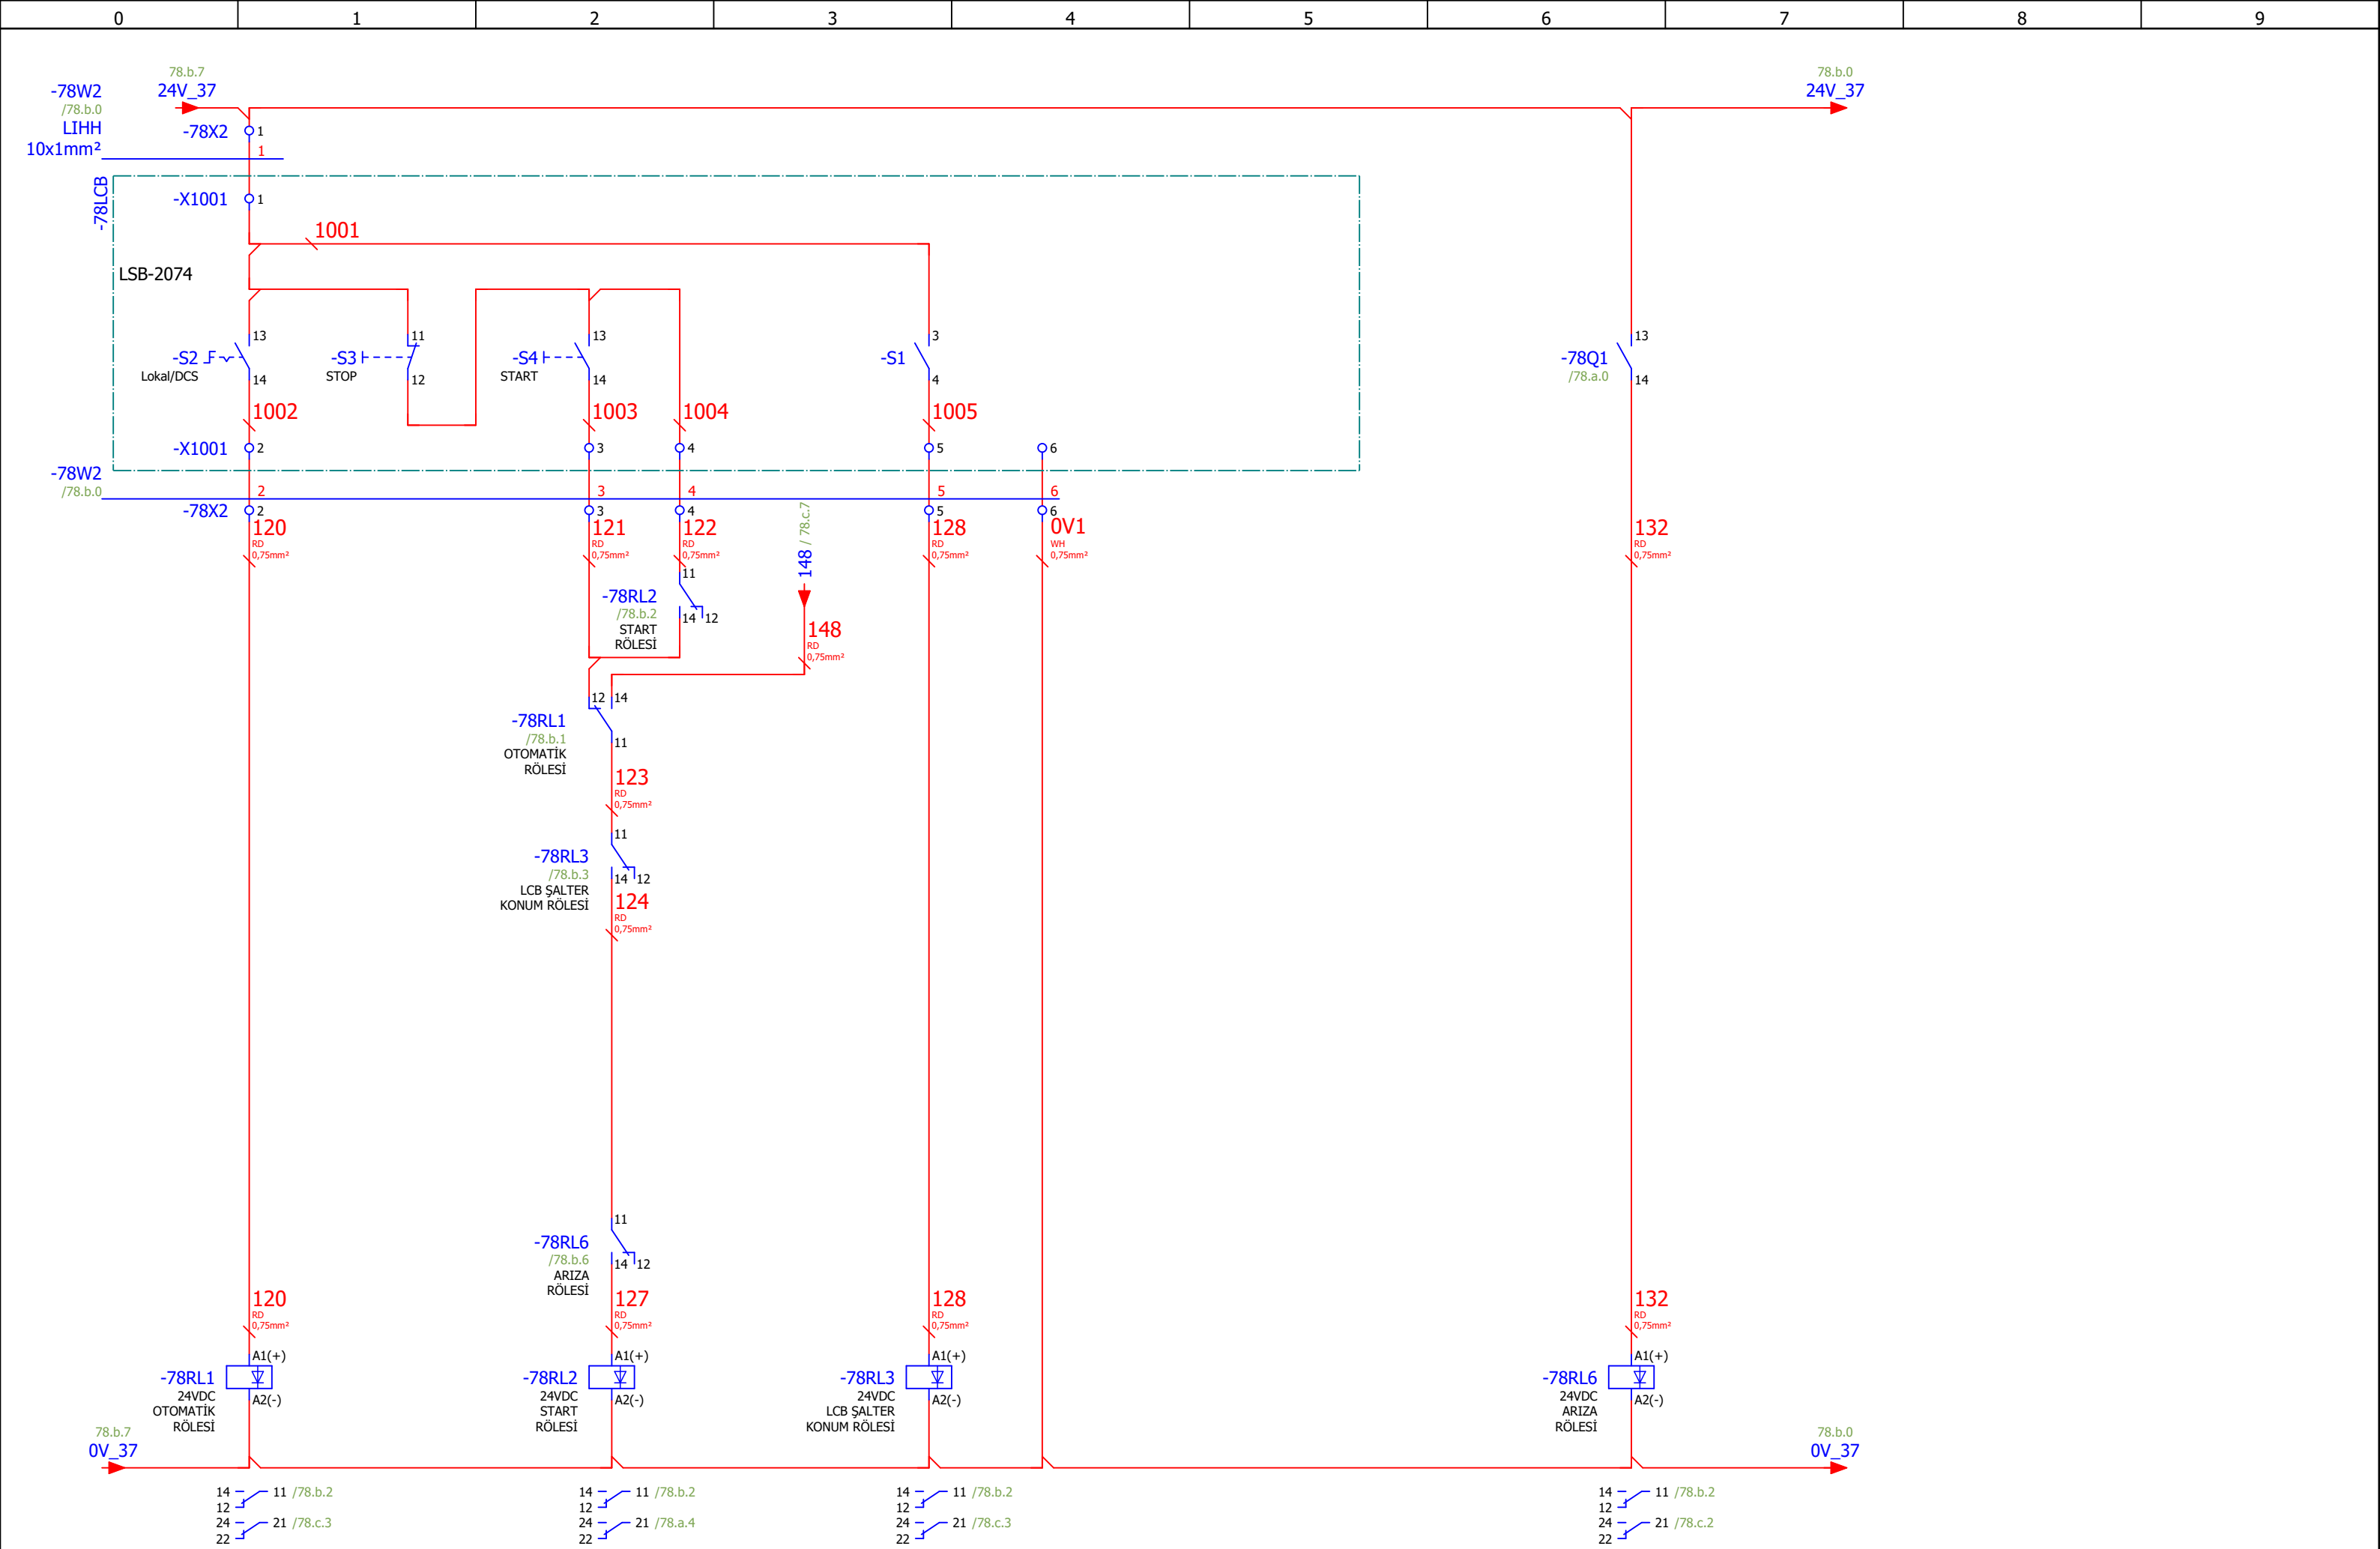 0 1 2 3 4 5 6 7 8 9
78.b.7
24V_37
78.b.0
24V_37
-78W2
/78.b.0
LIHH
10x1mm²
-78X2 1
1
-78LCB
-X1001 1
1001
LSB-2074
-S2
Lokal/DCS
13
14
-S3
STOP
11
12
-S4
START
13
14
-S1
3
4
-78Q1
/78.a.0
13
14
1002
1003
1004
1005
-X1001 2 3 4 5 6
-78W2
/78.b.0
2 3 4 5 6
-78X2 2 3 4 5 6
120
RD
0,75mm²
121
RD
0,75mm²
122
RD
0,75mm²
148 / 78.c.7
128
RD
0,75mm²
0V1
WH
0,75mm²
132
RD
0,75mm²
-78RL2
/78.b.2
START
RÖLESİ
11
14 12
148
RD
0,75mm²
12 14
-78RL1
/78.b.1
OTOMATİK
RÖLESİ
11
123
RD
0,75mm²
11
-78RL3
/78.b.3
LCB ŞALTER
KONUM RÖLESİ
14 12
124
RD
0,75mm²
11
-78RL6
/78.b.6
ARIZA
RÖLESİ
14 12
120
RD
0,75mm²
127
RD
0,75mm²
128
RD
0,75mm²
132
RD
0,75mm²
-78RL1
24VDC
OTOMATİK
RÖLESİ
A1(+)
A2(-)
-78RL2
24VDC
START
RÖLESİ
A1(+)
A2(-)
-78RL3
24VDC
LCB ŞALTER
KONUM RÖLESİ
A1(+)
A2(-)
-78RL6
24VDC
ARIZA
RÖLESİ
A1(+)
A2(-)
78.b.7
0V_37
78.b.0
0V_37
14 11 /78.b.2
12
24 21 /78.c.3
22
14 11 /78.b.2
12
24 21 /78.a.4
22
14 11 /78.b.2
12
24 21 /78.c.3
22
14 11 /78.b.2
12
24 21 /78.c.2
22